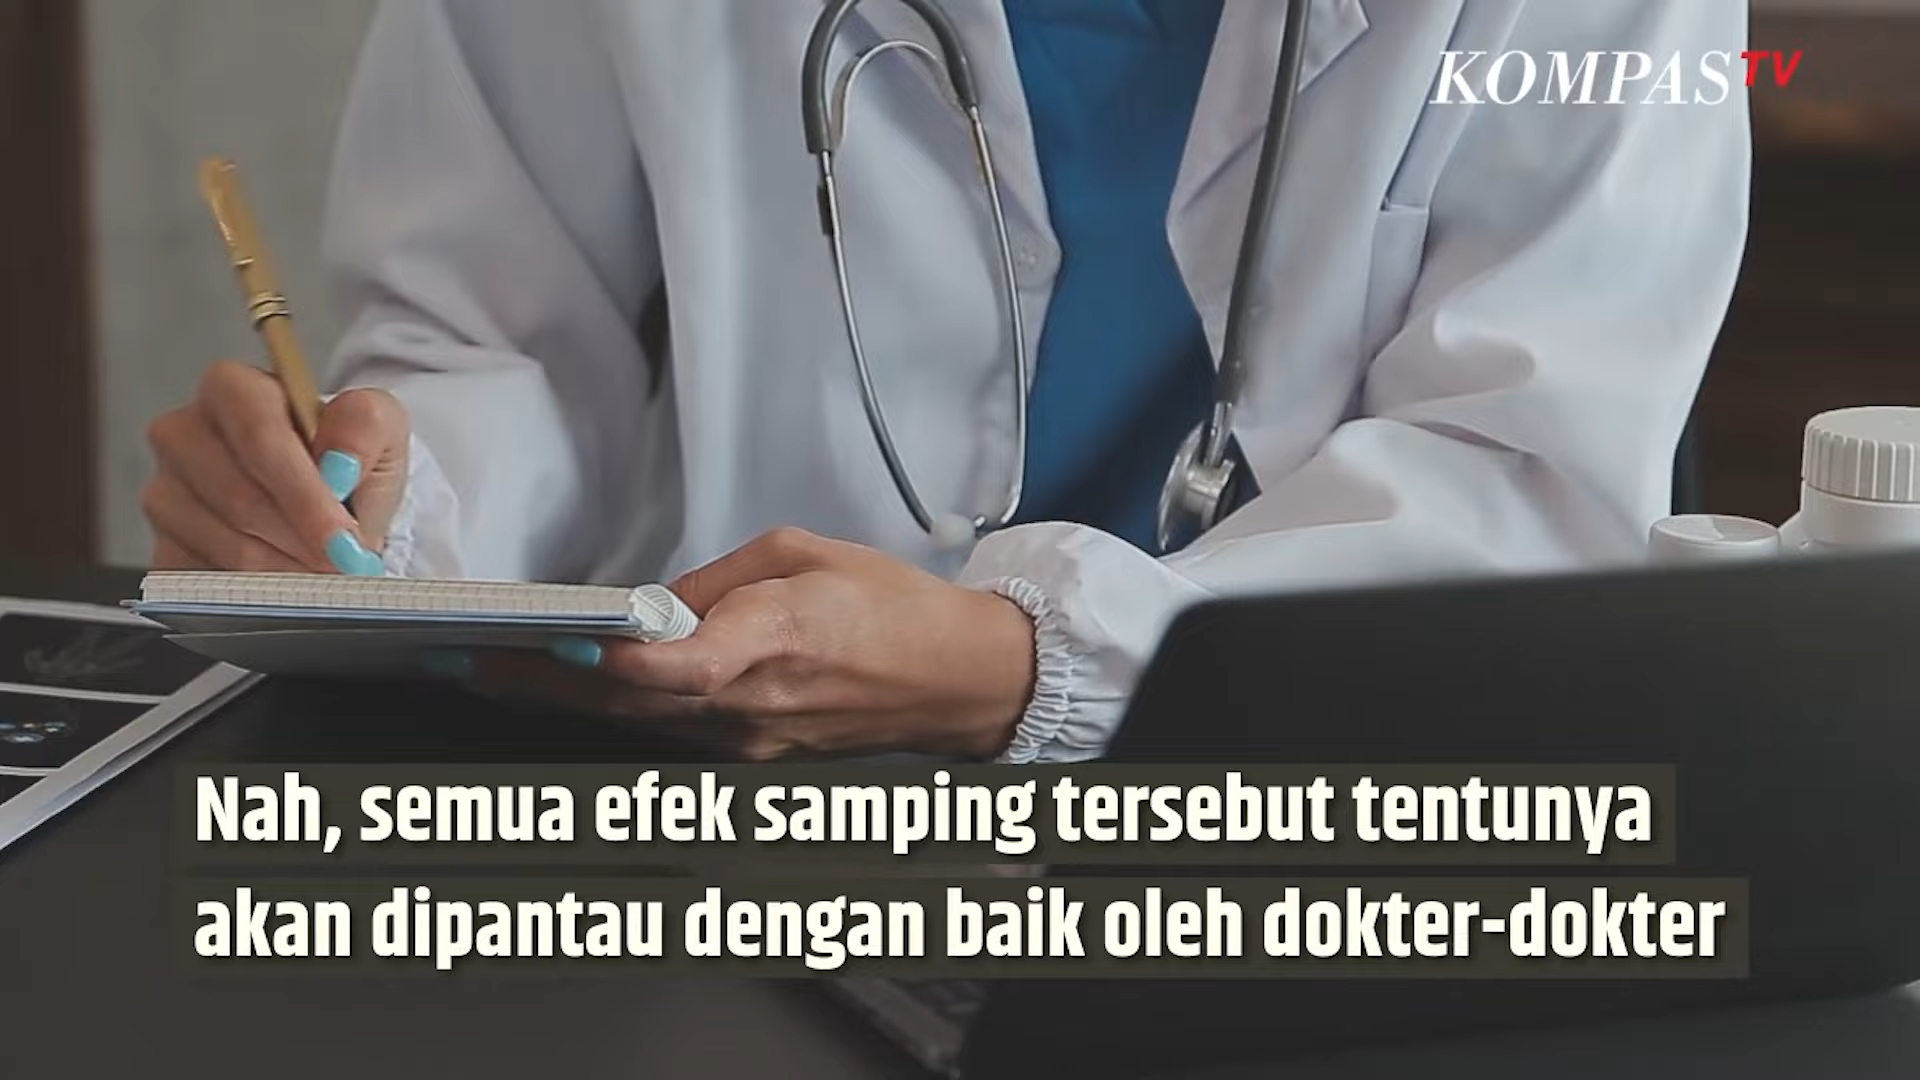 KOMPASTV
Nah, semua efek samping tersebut tentunya
akan dipantau dengan baik oleh dokter-dokter